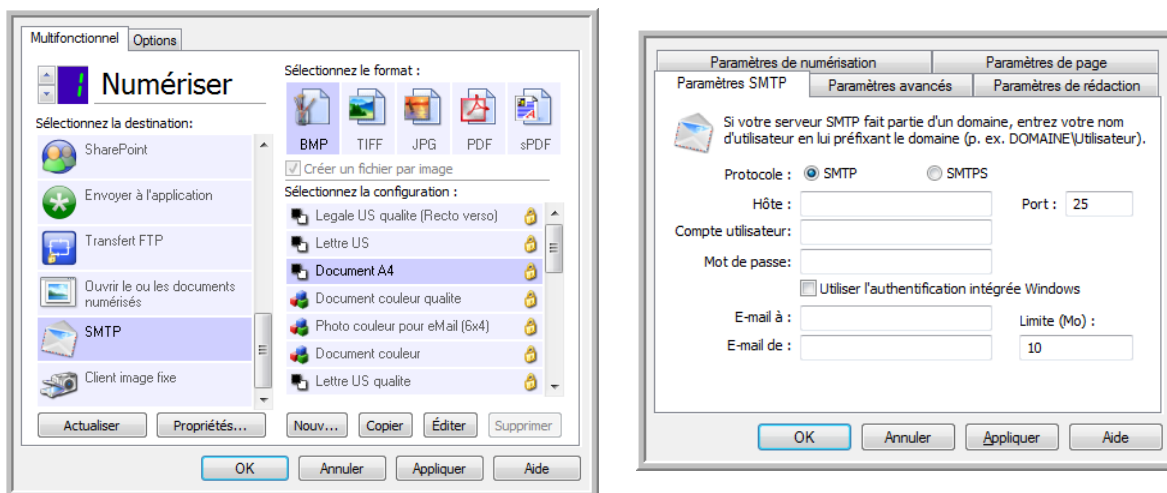 Multifonctionnel
Options
1
Numériser
Sélectionnez la destination:
SharePoint
Envoyer à l'application
Transfert FTP
Ouvrir le ou les documents
numérisés
SMTP
Client image fixe
Actualiser
Propriétés...
Sélectionnez le format :
BMP
TIFF
JPG
PDF
sPDF
Créer un fichier par image
Sélectionnez la configuration :
Legale US qualite (Recto verso)
Lettre US
Document A4
Document couleur qualite
Photo couleur pour eMail (6x4)
Document couleur
Lettre US qualite
Nouv...
Copier
Éditer
Supprimer
OK
Annuler
Appliquer
Aide
Paramètres de numérisation
Paramètres de page
Paramètres SMTP
Paramètres avancés
Paramètres de rédaction
Si votre serveur SMTP fait partie d'un domaine, entrez votre nom
d'utilisateur en lui préfixant le domaine (p. ex. DOMAINE\Utilisateur).
Protocole :
SMTP
SMTPS
Hôte :
Port : 25
Compte utilisateur:
Mot de passe:
Utiliser l'authentification intégrée Windows
E-mail à :
Limite (Mo) :
E-mail de :
10
OK
Annuler
Appliquer
Aide